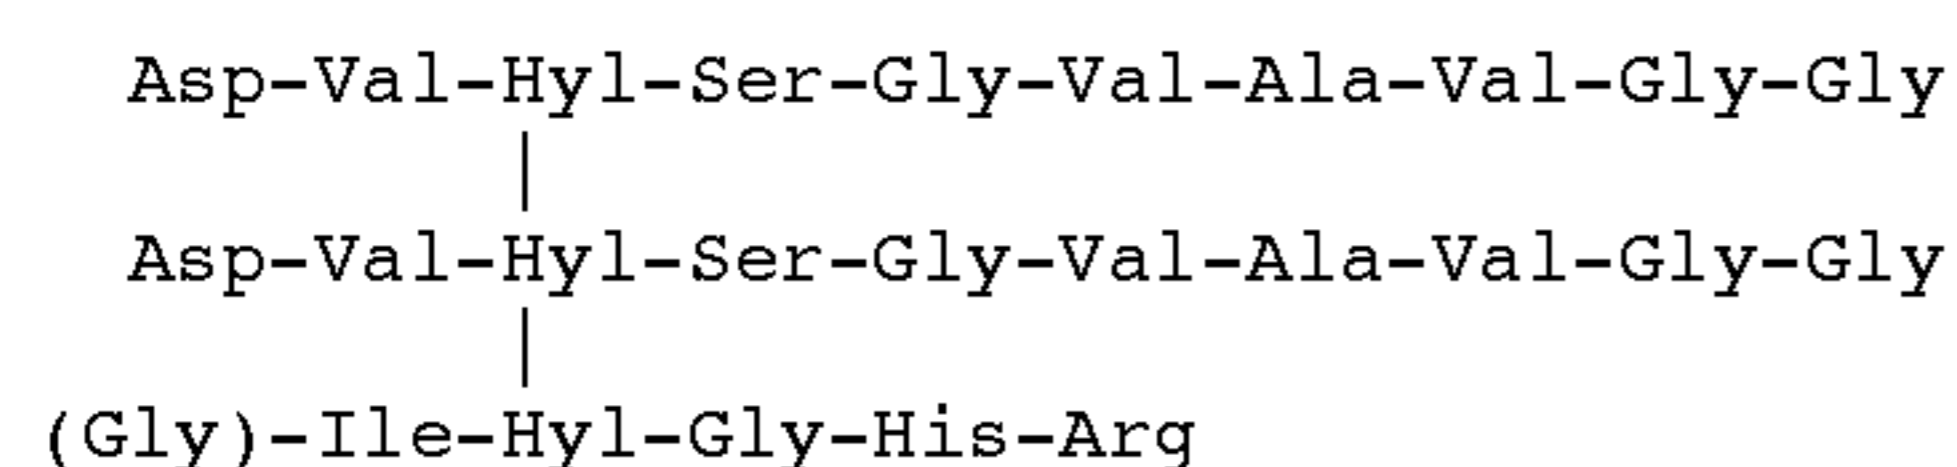 Asp-Val-Hyl-Ser-Gly-Val-Ala-Val-Gly-Gly
|
Asp-Val-Hyl-Ser-Gly-Val-Ala-Val-Gly-Gly
|
(Gly)-Ile-Hyl-Gly-His-Arg